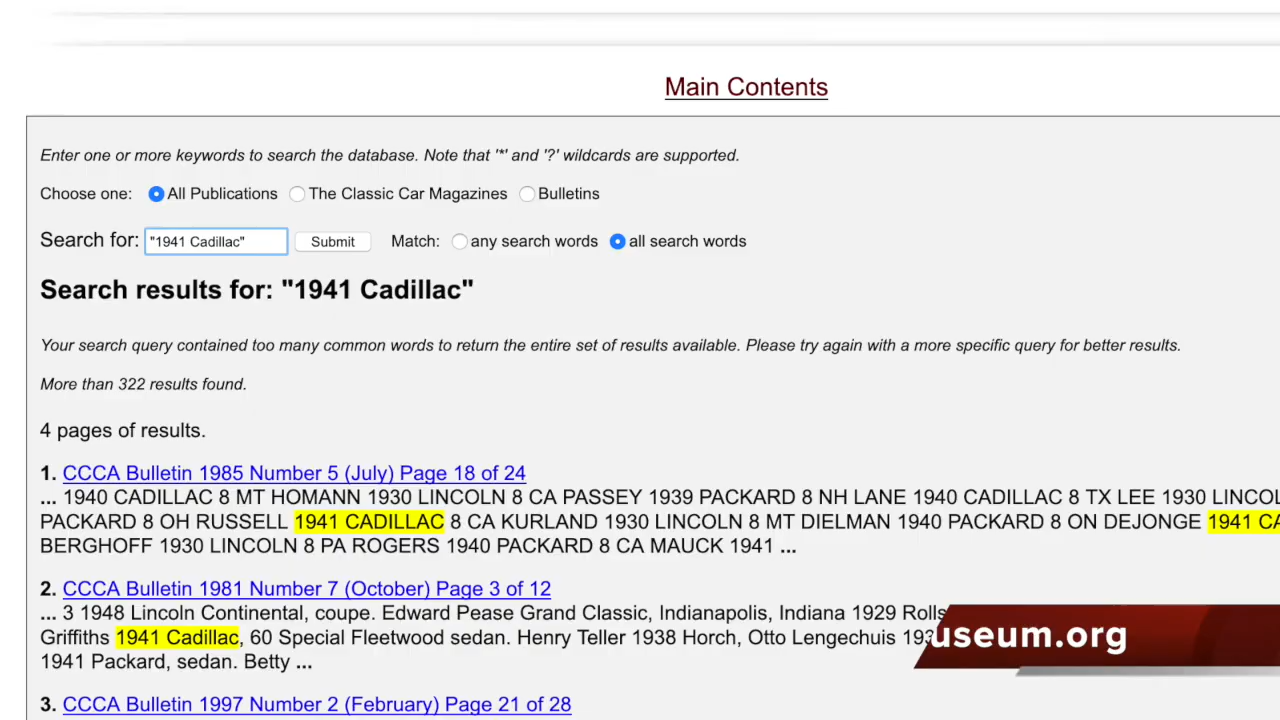 Main Contents
Enter one or more keywords to search the database. Note that '*' and '?' wildcards are supported.
Choose one: All Publications The Classic Car Magazines Bulletins
Search for: "1941 Cadillac" Submit Match: any search words all search words
Search results for: "1941 Cadillac"
Your search query contained too many common words to return the entire set of results available. Please try again with a more specific query for better results.
More than 322 results found.
4 pages of results.
1. CCCA Bulletin 1985 Number 5 (July) Page 18 of 24
... 1940 CADILLAC 8 MT HOMANN 1930 LINCOLN 8 CA PASSEY 1939 PACKARD 8 NH LANE 1940 CADILLAC 8 TX LEE 1930
PACKARD 8 OH RUSSELL 1941 CADILLAC 8 CA KURLAND 1930 LINCOLN 8 MT DIELMAN 1940 PACKARD 8 ON DEJONGE 1941
BERGHOFF 1930 LINCOLN 8 PA ROGERS 1940 PACKARD 8 CA MAUCK 1941 ...
2. CCCA Bulletin 1981 Number 7 (October) Page 3 of 12
... 3 1948 Lincoln Continental, coupe. Edward Pease Grand Classic, Indianapolis, Indiana 1929 Rolls
Griffiths 1941 Cadillac, 60 Special Fleetwood sedan. Henry Teller 1938 Horch, Otto Lengechuis
useum.org
1941 Packard, sedan. Betty ...
3. CCCA Bulletin 1997 Number 2 (February) Page 21 of 28